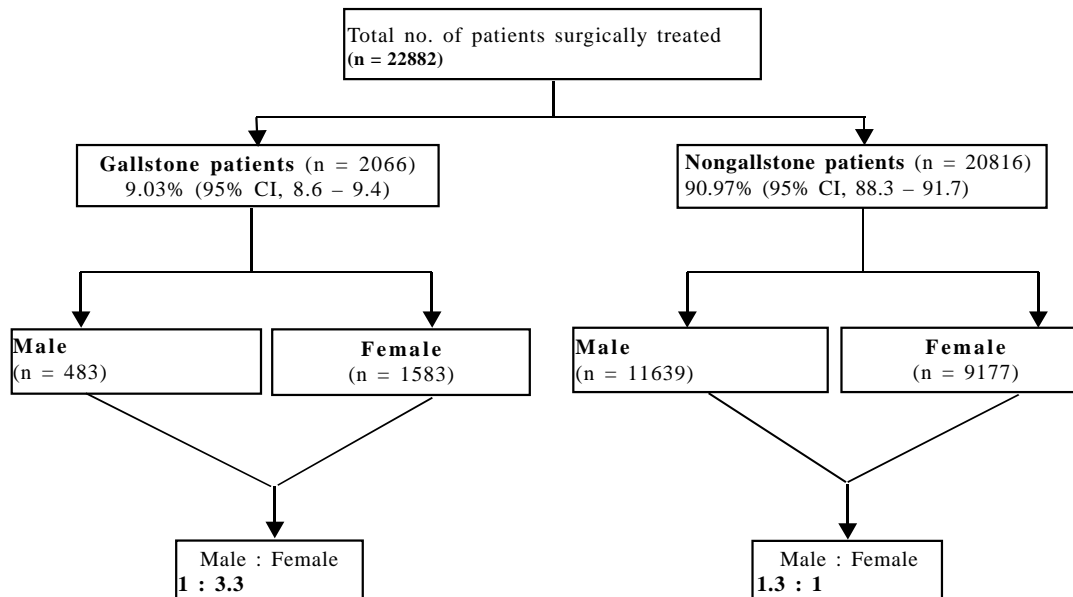 Total no. of patients surgically treated
(n = 22882)
Gallstone patients (n = 2066)
9.03% (95% CI, 8.6 – 9.4)
Nongallstone patients (n = 20816)
90.97% (95% CI, 88.3 – 91.7)
Male
(n = 483)
Female
(n = 1583)
Male
(n = 11639)
Female
(n = 9177)
Male : Female
1 : 3.3
Male : Female
1.3 : 1